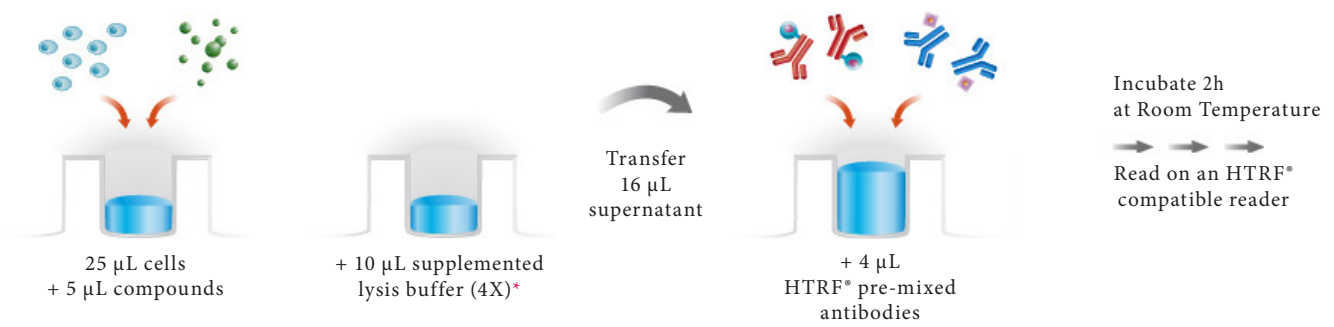 25 µL cells
+ 5 µL compounds
+ 10 µL supplemented
lysis buffer (4X)*
Transfer
16 µL
supernatant
+ 4 µL
HTRF® pre-mixed
antibodies
Incubate 2h
at Room Temperature
Read on an HTRF®
compatible reader